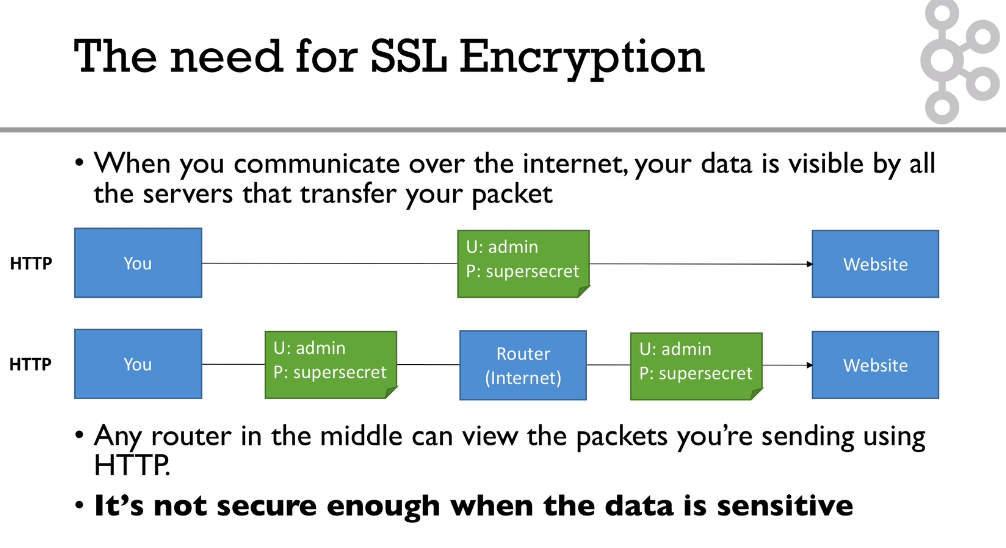 The need for SSL Encryption
• When you communicate over the internet, your data is visible by all
the servers that transfer your packet
HTTP
You
U: admin
P: supersecret
Website
HTTP
You
U: admin
P: supersecret
Router
(Internet)
U: admin
P: supersecret
Website
• Any router in the middle can view the packets you’re sending using
HTTP.
• It’s not secure enough when the data is sensitive